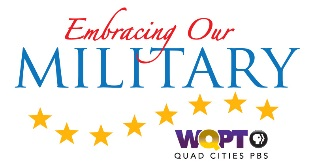 Embracing Our
MILITARY
WQPT
QUAD CITIES PBS